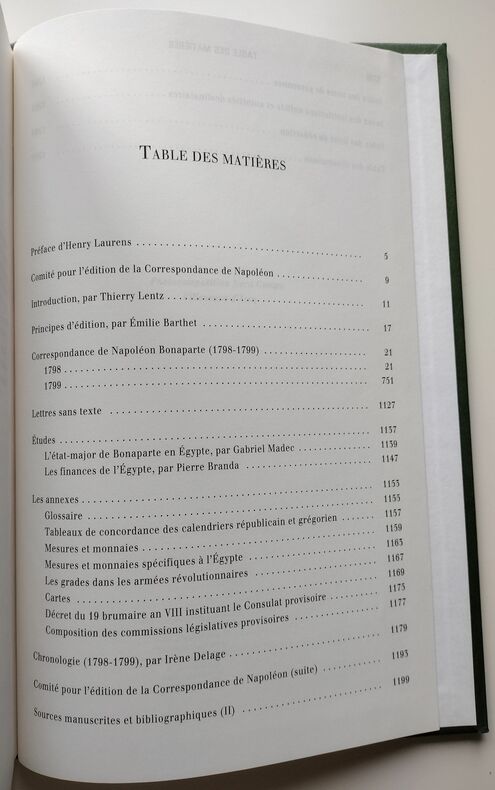 TABLE DES MATIÈRES
Préface d'Henry Laurens 5
Comité pour l'édition de la Correspondance de Napoléon 9
Introduction, par Thierry Lentz 11
Principes d'édition, par Émilie Barthet 17
Correspondance de Napoléon Bonaparte (1798-1799) 21
1798 21
1799 751
Lettres sans texte 1127
Études 1137
L'état-major de Bonaparte en Égypte, par Gabriel Madec 1139
Les finances de l'Égypte, par Pierre Branda 1147
Les annexes 1153
Glossaire 1155
Tableaux de concordance des calendriers républicain et grégorien 1157
Mesures et monnaies 1159
Mesures et monnaies spécifiques à l'Égypte 1163
Les grades dans les armées révolutionnaires 1167
Cartes 1169
Décret du 19 brumaire an VIII instituant le Consulat provisoire 1175
Composition des commissions législatives provisoires 1177
Chronologie (1798-1799), par Irène Delage 1179
Comité pour l'édition de la Correspondance de Napoléon (suite) 1193
Sources manuscrites et bibliographiques (II) 1199